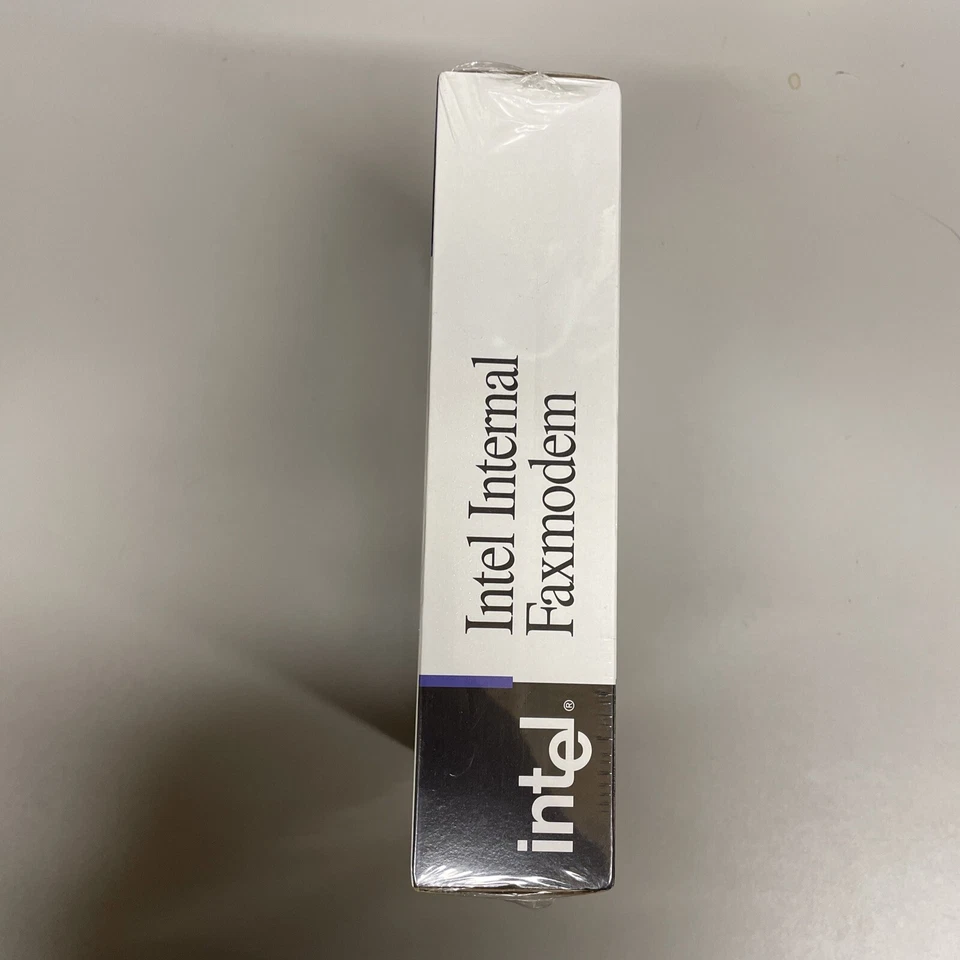 Intel Internal
Faxmodem
intel®